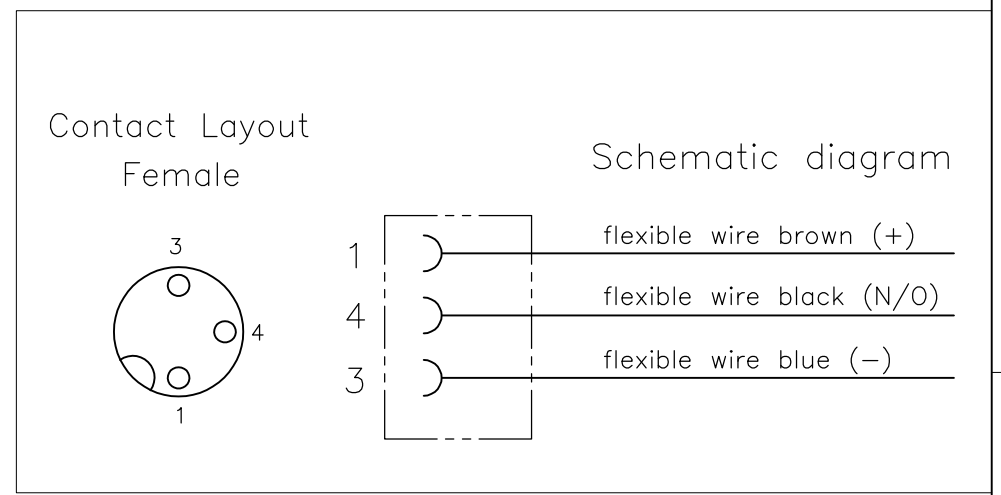 Contact Layout
Female
3
4
1
Schematic diagram
1 flexible wire brown (+)
4 flexible wire black (N/O)
3 flexible wire blue (−)